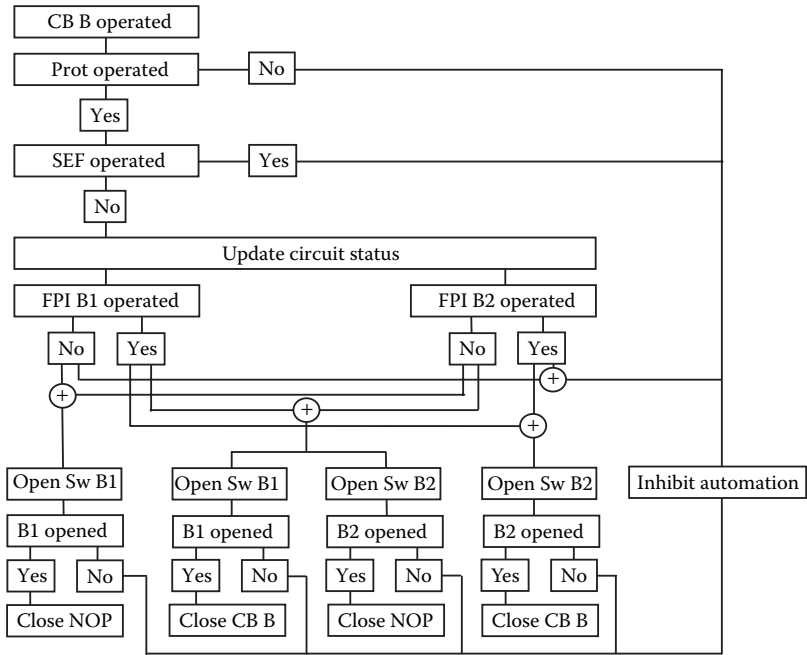 CB B operated
Prot operated
No
Yes
SEF operated
Yes
No
Update circuit status
FPI B1 operated
FPI B2 operated
No
Yes
No
Yes
+
+
+
+
Open Sw B1
Open Sw B1
Open Sw B2
Open Sw B2
Inhibit automation
B1 opened
B1 opened
B2 opened
B2 opened
Yes
No
Yes
No
Yes
No
Yes
No
Close NOP
Close CB B
Close NOP
Close CB B